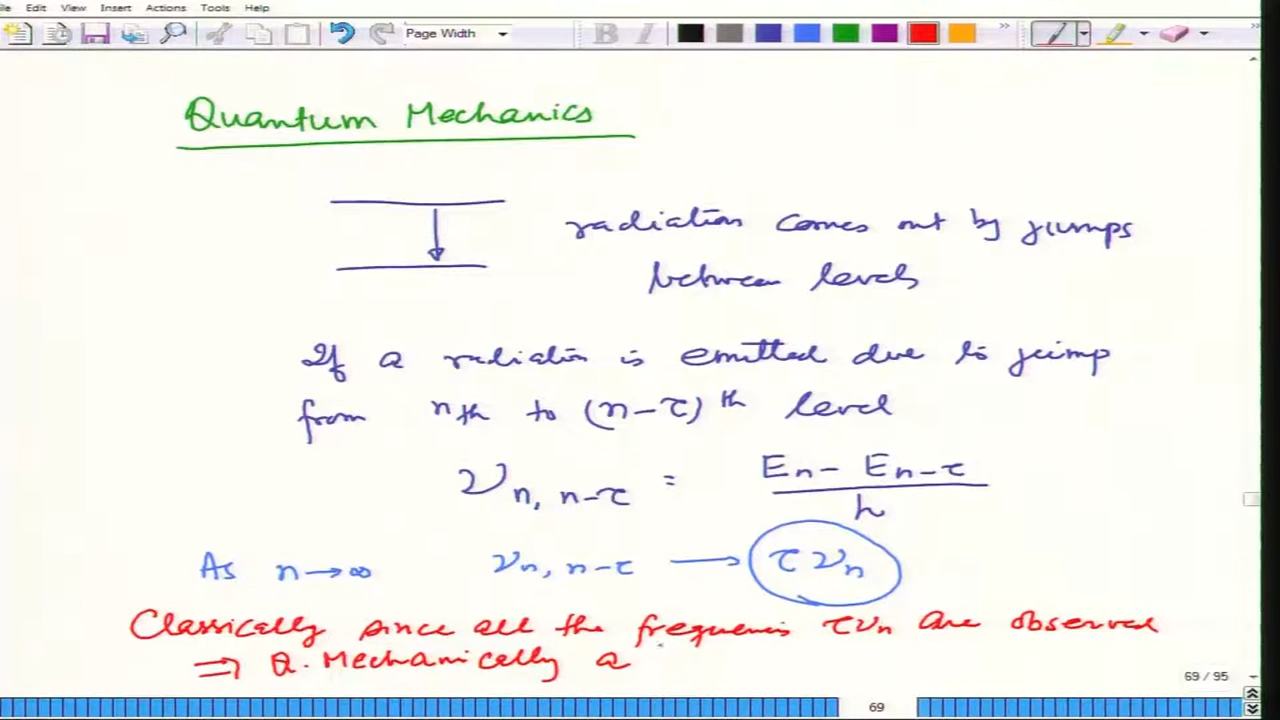 File Edit View Insert Actions Tools Help
Page Width
Quantum Mechanics
radiation comes out by jumps
between levels
If a radiation is emitted due to jump
from nth to (n-τ)th level
ν n, n-τ = En - En-τ / h
As n→∞ νn, n-τ → τνn
Classically since all the frequencies τνn are observed
⇒ Q. Mechanically a
69 / 95
69